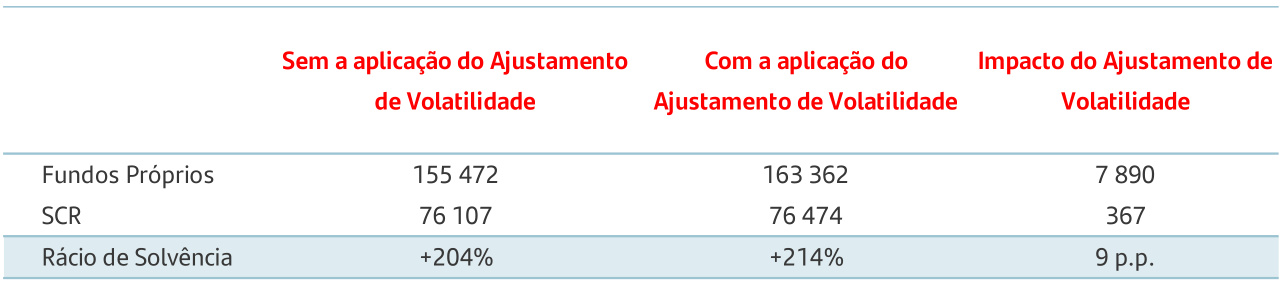 Sem a aplicação do Ajustamento de Volatilidade
Com a aplicação do Ajustamento de Volatilidade
Impacto do Ajustamento de Volatilidade
Fundos Próprios 155 472 163 362 7 890
SCR 76 107 76 474 367
Rácio de Solvência +204% +214% 9 p.p.